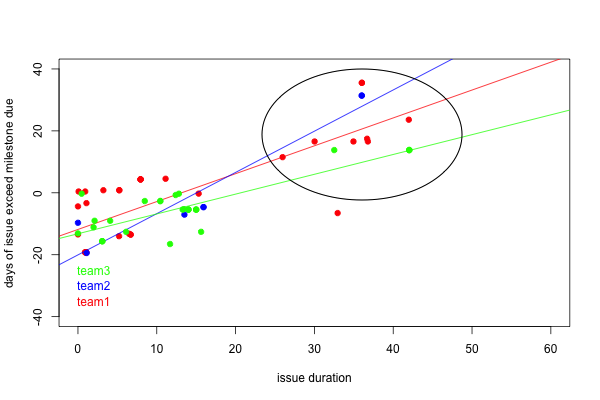 days of issue exceed milestone due
40
20
0
-20
-40
team3
team2
team1
0 10 20 30 40 50 60
issue duration